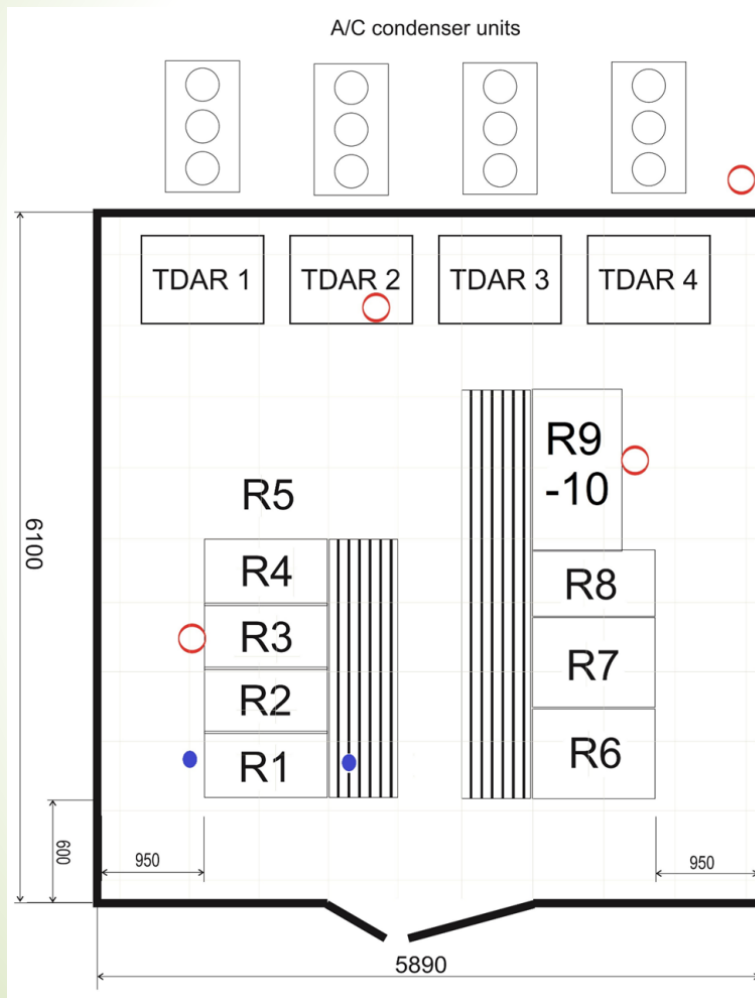 A/C condenser units
TDAR 1
TDAR 2
TDAR 3
TDAR 4
R9
-10
R5
6100
R4
R8
R3
R7
R2
R6
R1
600
950
950
5890